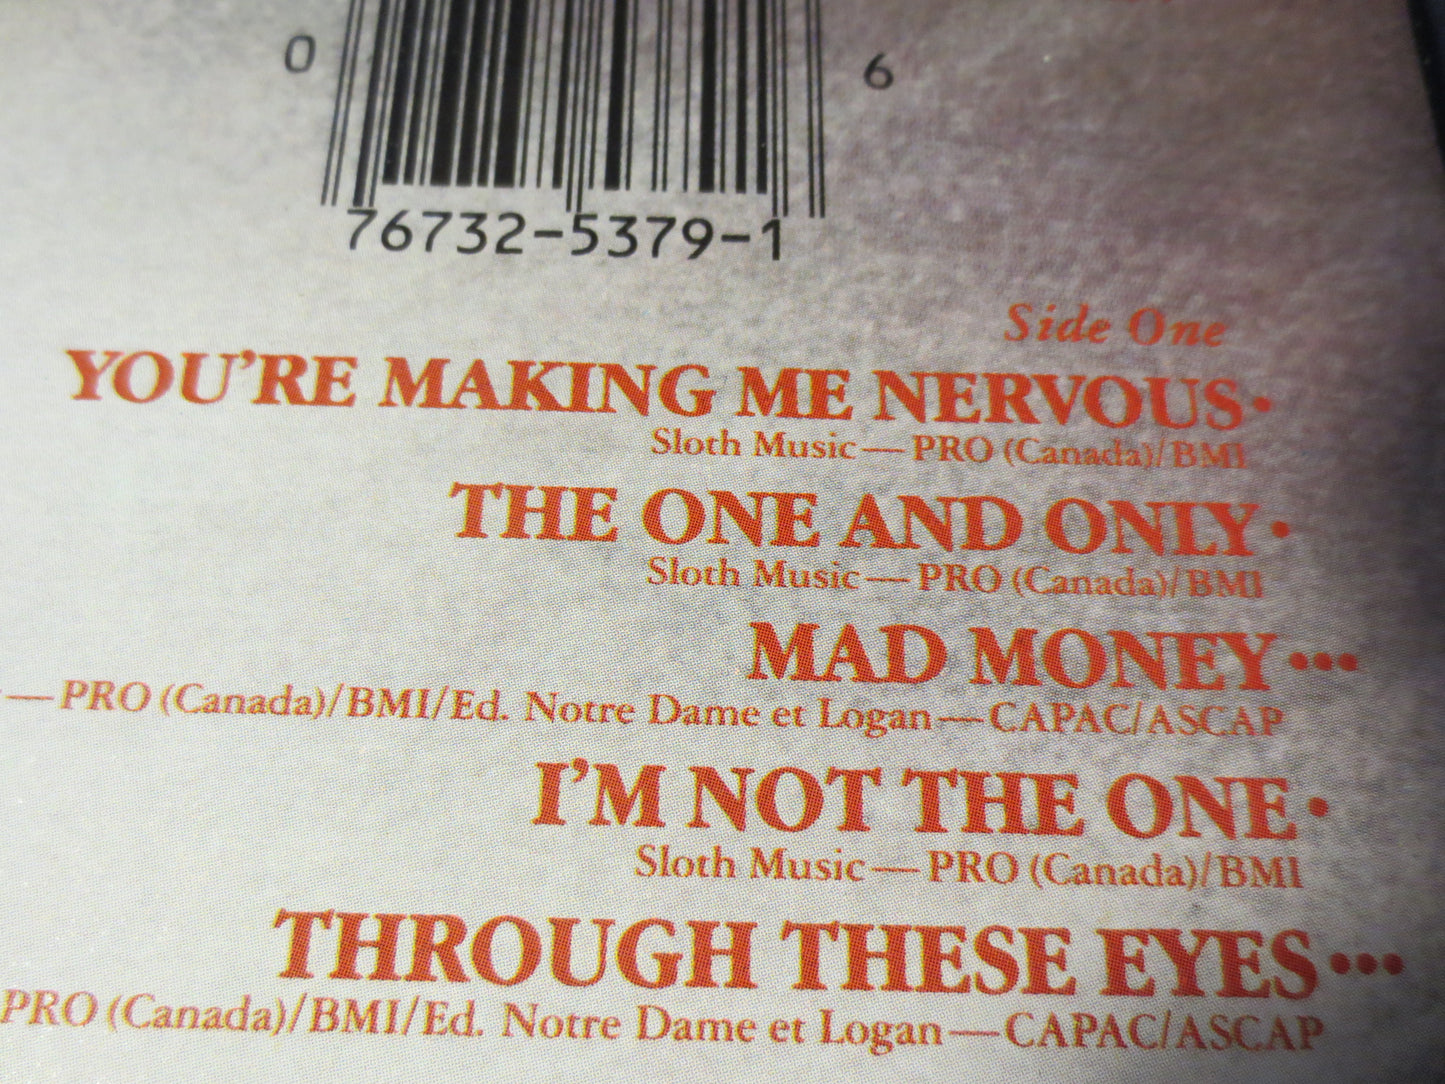 0 6
76732-5379-1
Side One
YOU'RE MAKING ME NERVOUS•
Sloth Music—PRO (Canada)/BMI
THE ONE AND ONLY•
Sloth Music—PRO (Canada)/BMI
MAD MONEY•••
—PRO (Canada)/BMI/Ed. Notre Dame et Logan—CAPAC/ASCAP
I'M NOT THE ONE•
Sloth Music—PRO (Canada)/BMI
THROUGH THESE EYES•••
PRO (Canada)/BMI/Ed. Notre Dame et Logan—CAPAC/ASCAP